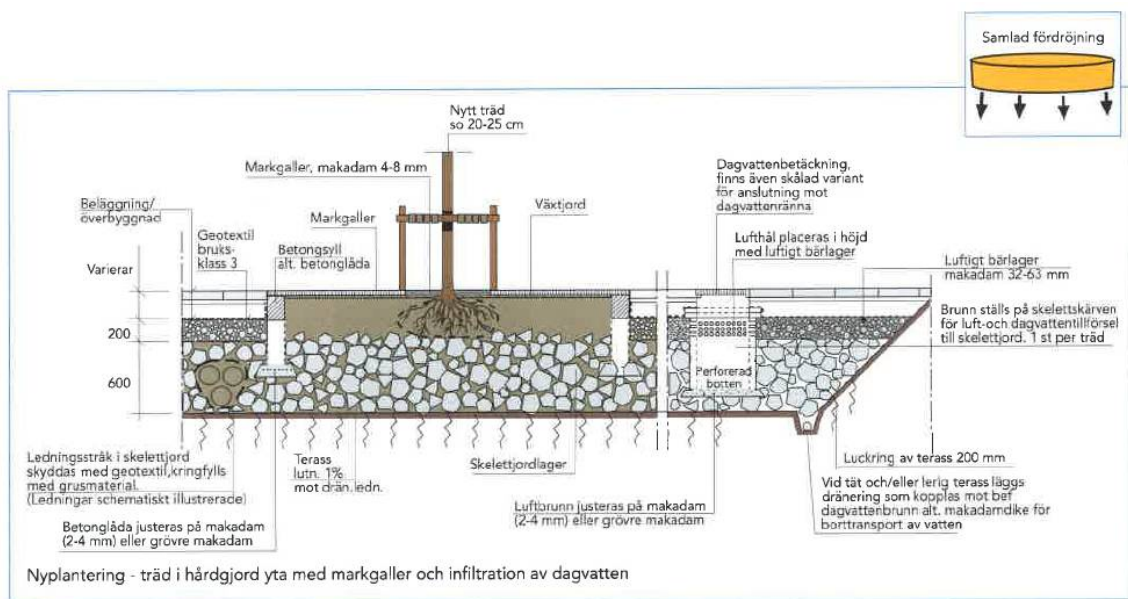 Samlad fördröjning
Nytt träd
so 20-25 cm
Markgaller, makadam 4-8 mm
Dagvattenbetäckning,
finns även skålad variant
för anslutning mot
dagvattenränna
Beläggning/
överbyggnad
Markgaller
Växtjord
Geotextil
bruks-
klass 3
Betongsyll
alt. betonglåda
Lufthål placeras i höjd
med luftigt bärlager
Luftigt bärlager
makadam 32-63 mm
Varierar
Brunn ställs på skelettskärven
för luft-och dagvattentillförsel
till skelettjord. 1 st per träd
200
600
Perforerad
botten
Ledningsstråk i skelettjord
skyddas med geotextil,kringfylls
med grusmaterial.
(Ledningar schematiskt illustrerade)
Terass
lutn. 1%
mot drän.ledn.
Skelettjordlager
Luckring av terass 200 mm
Betonglåda justeras på makadam
(2-4 mm) eller grövre makadam
Luftbrunn justeras på makadam
(2-4 mm) eller grövre makadam
Vid tät och/eller lerig terass läggs
dränering som kopplas mot bef
dagvattenbrunn alt. makadamdike för
borttransport av vatten
Nyplantering - träd i hårdgjord yta med markgaller och infiltration av dagvatten